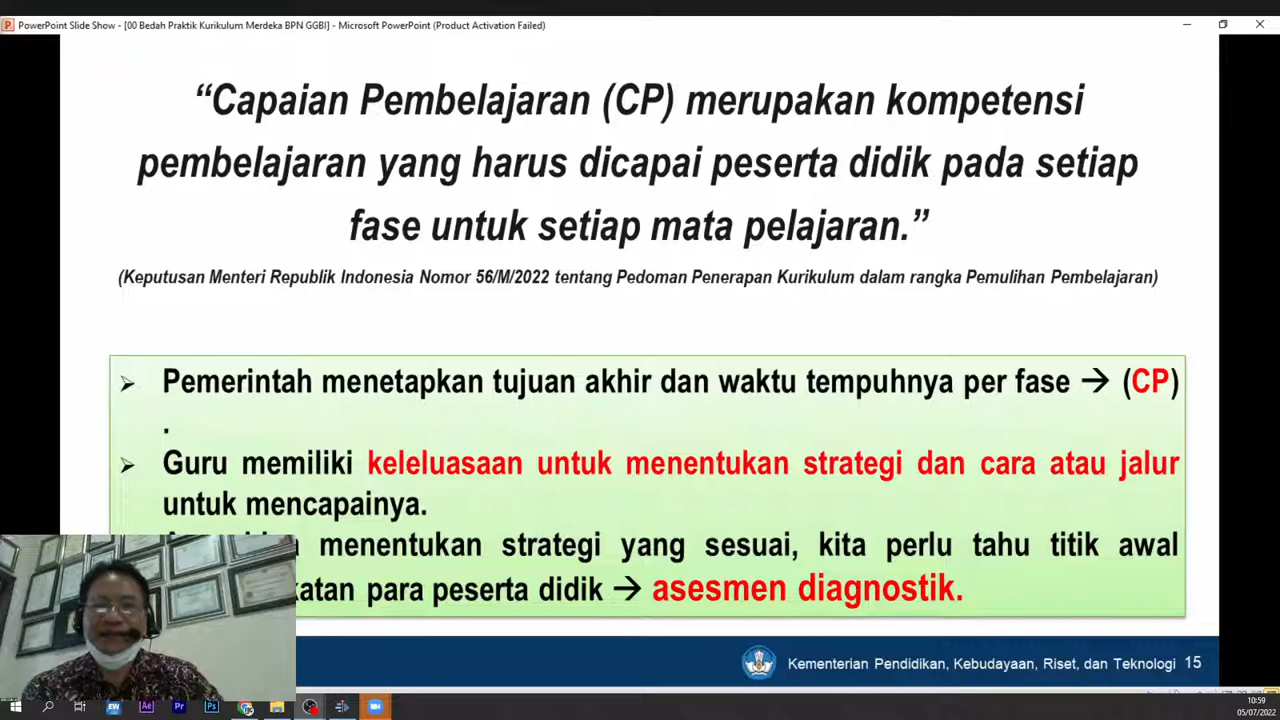 PowerPoint Slide Show - [00 Bedah Praktik Kurikulum Merdeka BPN GGBI] - Microsoft PowerPoint (Product Activation Failed)
“Capaian Pembelajaran (CP) merupakan kompetensi
pembelajaran yang harus dicapai peserta didik pada setiap
fase untuk setiap mata pelajaran.”
(Keputusan Menteri Republik Indonesia Nomor 56/M/2022 tentang Pedoman Penerapan Kurikulum dalam rangka Pemulihan Pembelajaran)
➢ Pemerintah menetapkan tujuan akhir dan waktu tempuhnya per fase → (CP)
.
➢ Guru memiliki keleluasaan untuk menentukan strategi dan cara atau jalur
untuk mencapainya.
menentukan strategi yang sesuai, kita perlu tahu titik awal
para peserta didik → asesmen diagnostik.
Kementerian Pendidikan, Kebudayaan, Riset, dan Teknologi 15
EW Ae Pr Ps
10:59
05/07/2022